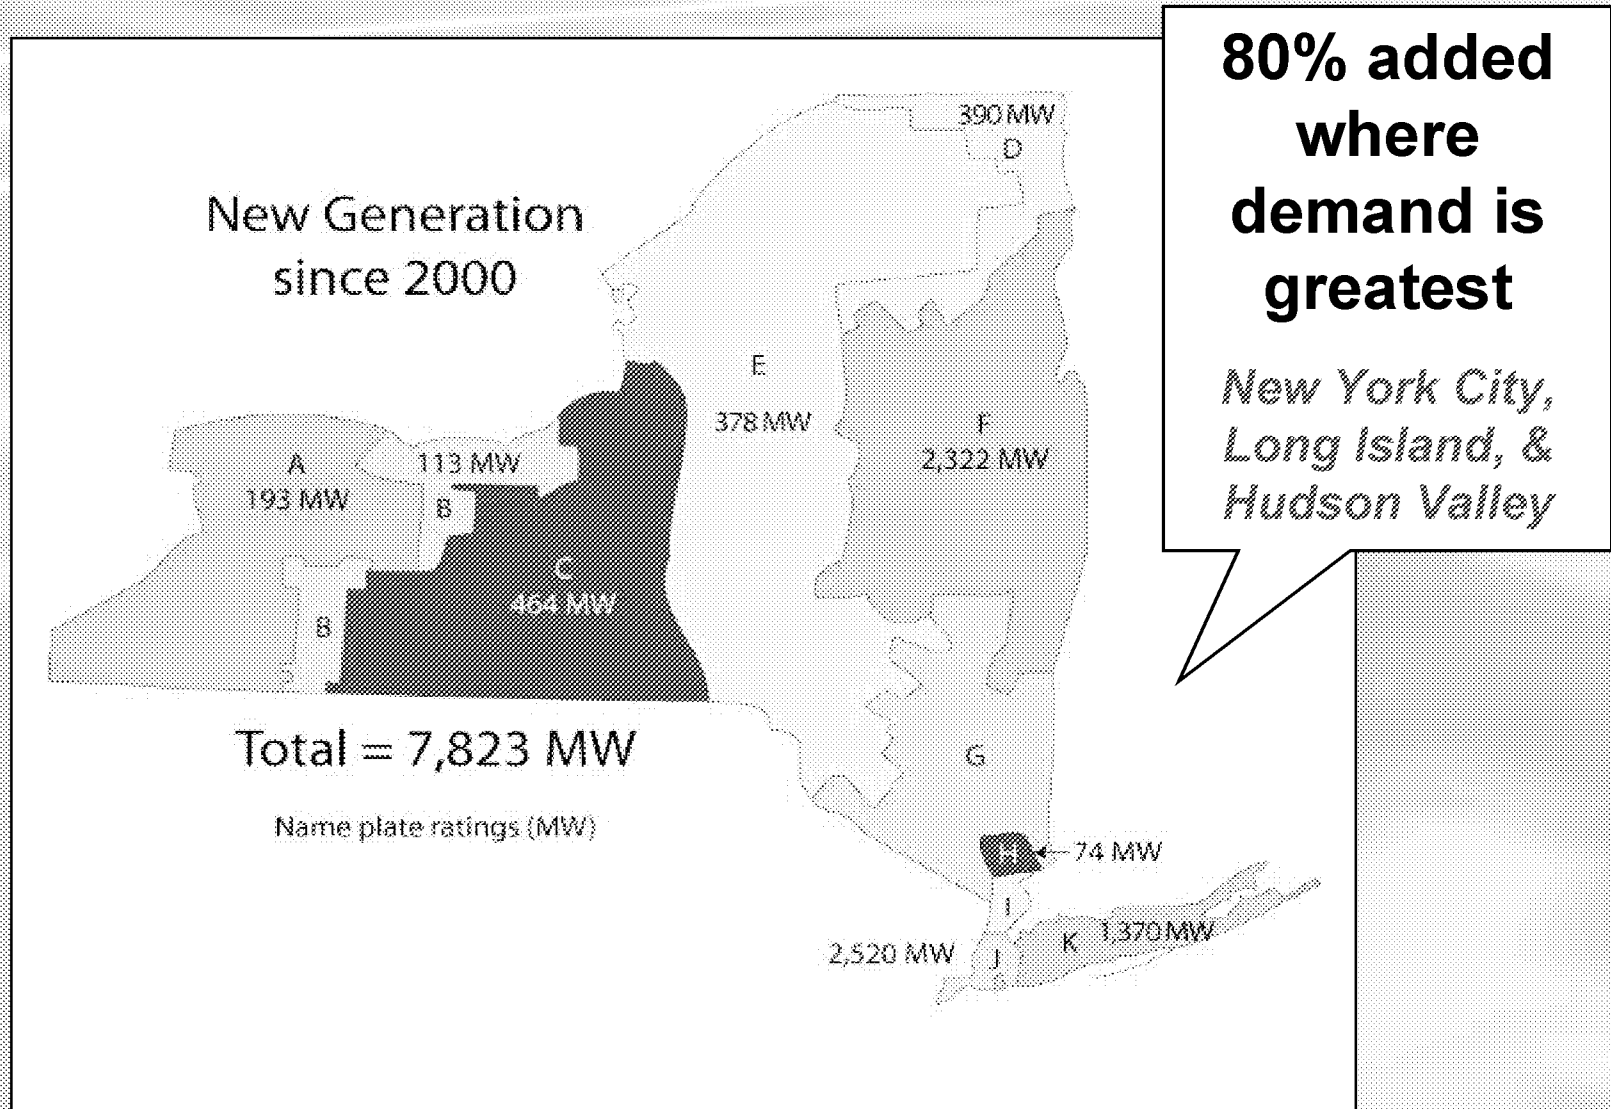 80% added
where
demand is
greatest
New York City,
Long Island, &
Hudson Valley
New Generation
since 2000
390 MW
D
E
378 MW
F
2,322 MW
A
193 MW
113 MW
B
C
464 MW
B
Total = 7,823 MW
Name plate ratings (MW)
G
H
74 MW
I
2,520 MW
J
K
1,370 MW